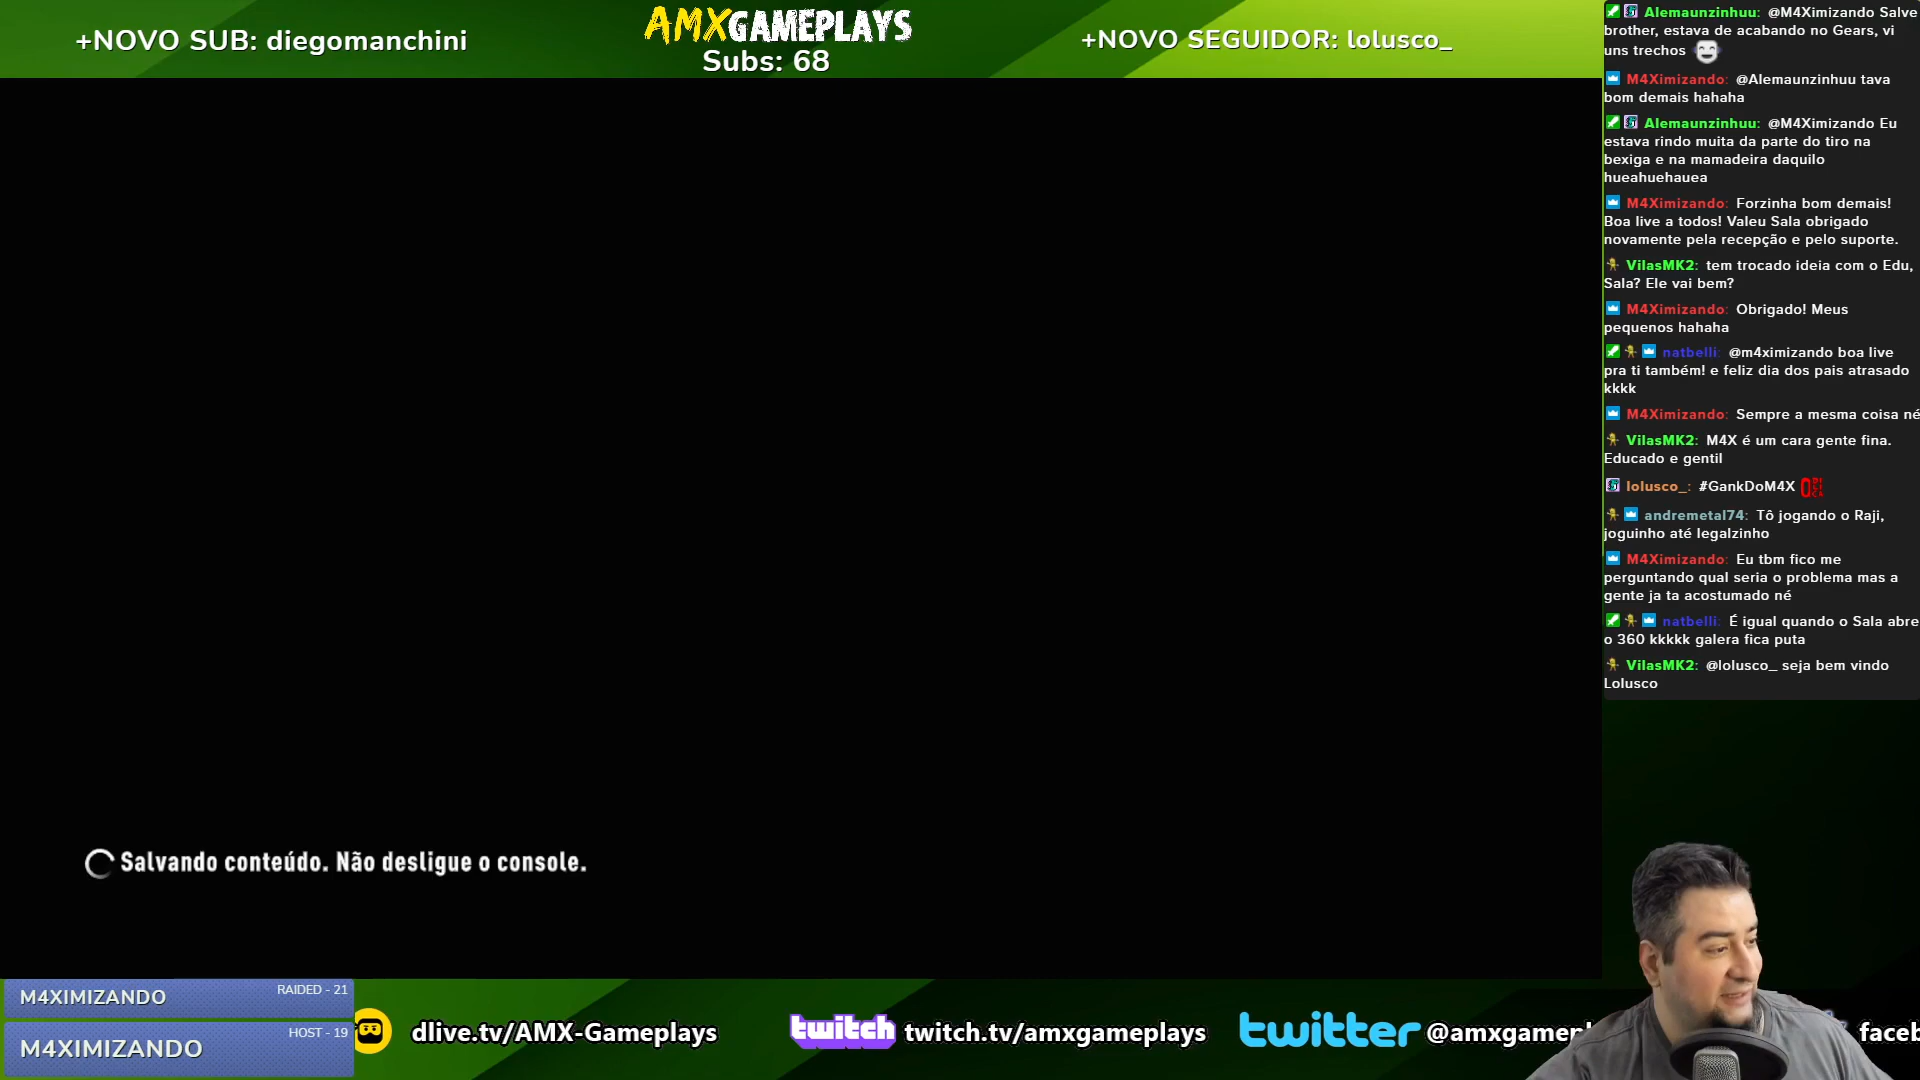 +NOVO SUB: diegomanchini
AMXGAMEPLAYS
Subs: 68
+NOVO SEGUIDOR: lolusco_
Alemaunzinhuu: @M4Ximizando Salve
brother, estava de acabando no Gears, vi
uns trechos
M4Ximizando: @Alemaunzinhuu tava
bom demais hahaha
Alemaunzinhuu: @M4Ximizando Eu
estava rindo muita da parte do tiro na
bexiga e na mamadeira daquilo
hueahuehauea
M4Ximizando: Forzinha bom demais!
Boa live a todos! Valeu Sala obrigado
novamente pela recepção e pelo suporte.
VilasMK2: tem trocado ideia com o Edu,
Sala? Ele vai bem?
M4Ximizando: Obrigado! Meus
pequenos hahaha
natbelli: @m4ximizando boa live
pra ti também! e feliz dia dos pais atrasado
kkkk
M4Ximizando: Sempre a mesma coisa né
VilasMK2: M4X é um cara gente fina.
Educado e gentil
lolusco_: #GankDoM4X
andremetal74: Tô jogando o Raji,
joguinho até legalzinho
M4Ximizando: Eu tbm fico me
perguntando qual seria o problema mas a
gente ja ta acostumado né
natbelli: É igual quando o Sala abre
o 360 kkkkk galera fica puta
VilasMK2: @lolusco_ seja bem vindo
Lolusco
Salvando conteúdo. Não desligue o console.
M4XIMIZANDO RAIDED - 21
M4XIMIZANDO HOST - 19
dlive.tv/AMX-Gameplays
twitch twitch.tv/amxgameplays
twitter @amxgamepl
faceb